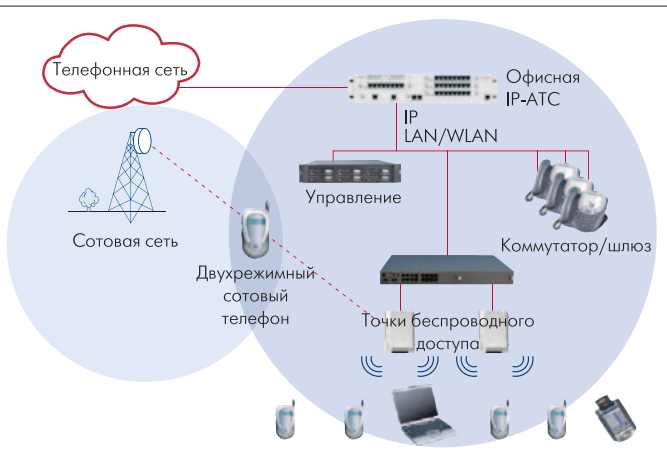 Телефонная сеть
Офисная
IP-АТС
IP
LAN/WLAN
Управление
Сотовая сеть
Коммутатор/шлюз
Двухрежимный
сотовый
телефон
Точки беспроводного
доступа